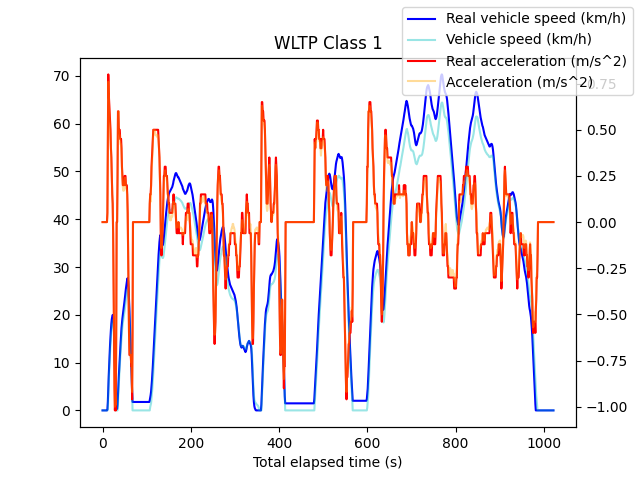 WLTP Class 1
Real vehicle speed (km/h)
Vehicle speed (km/h)
Real acceleration (m/s^2)
Acceleration (m/s^2)
70
60
50
40
30
20
10
0
0.75
0.50
0.25
0.00
−0.25
−0.50
−0.75
−1.00
0 200 400 600 800 1000
Total elapsed time (s)